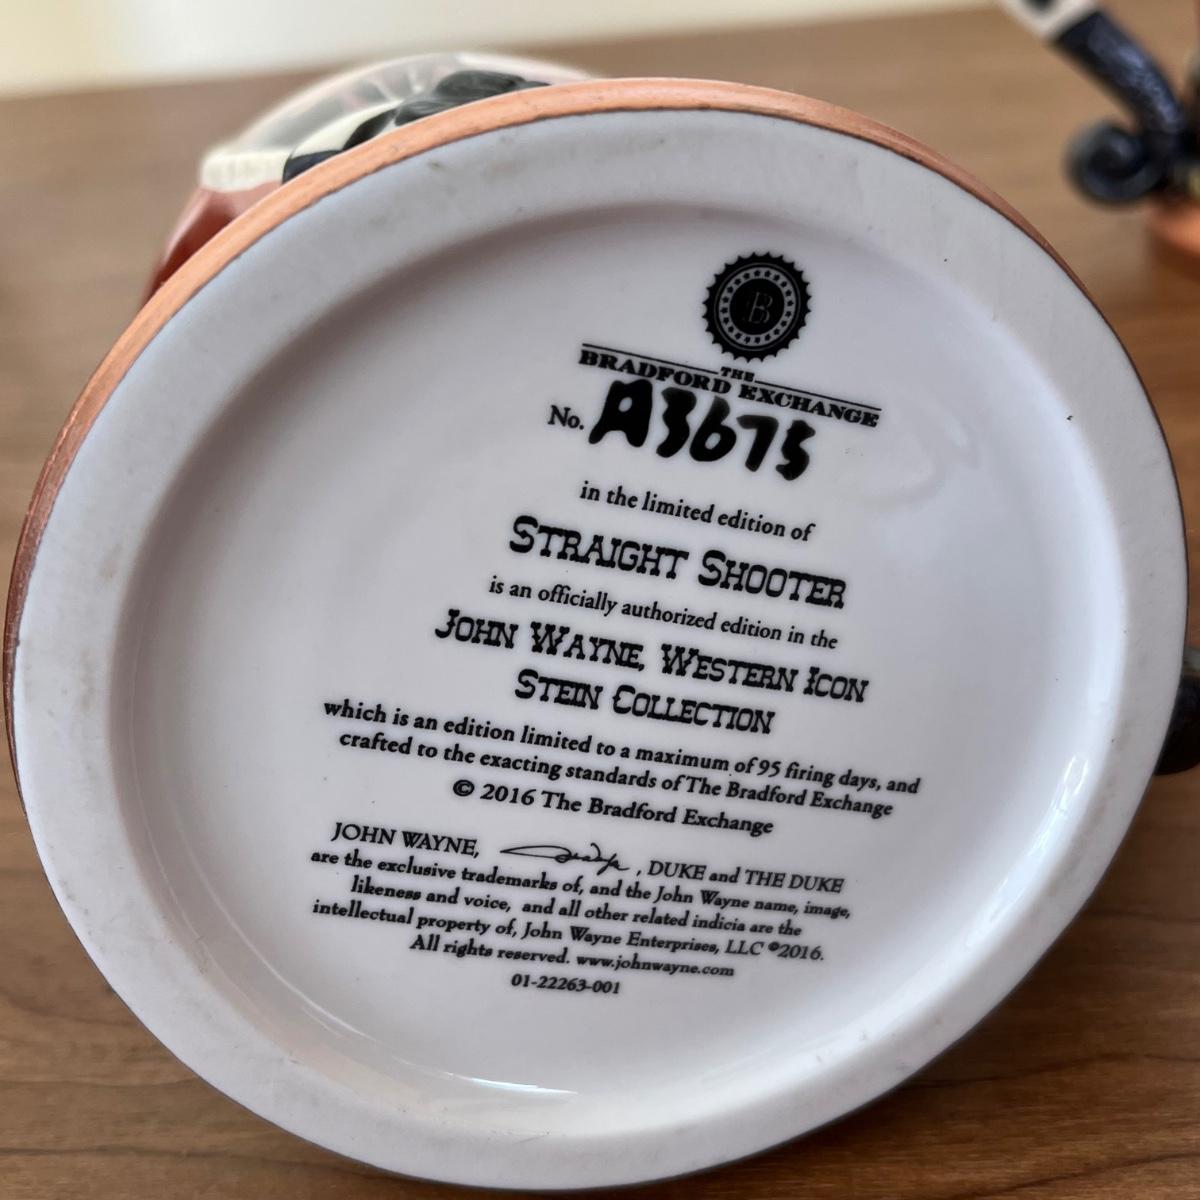 B
THE
BRADFORD EXCHANGE
No. A3675
in the limited edition of
STRAIGHT SHOOTER
is an officially authorized edition in the
JOHN WAYNE, WESTERN ICON
STEIN COLLECTION
which is an edition limited to a maximum of 95 firing days, and
crafted to the exacting standards of The Bradford Exchange
© 2016 The Bradford Exchange
JOHN WAYNE, , DUKE and THE DUKE
are the exclusive trademarks of, and the John Wayne name, image,
likeness and voice, and all other related indicia are the
intellectual property of, John Wayne Enterprises, LLC ©2016.
All rights reserved. www.johnwayne.com
01-22263-001